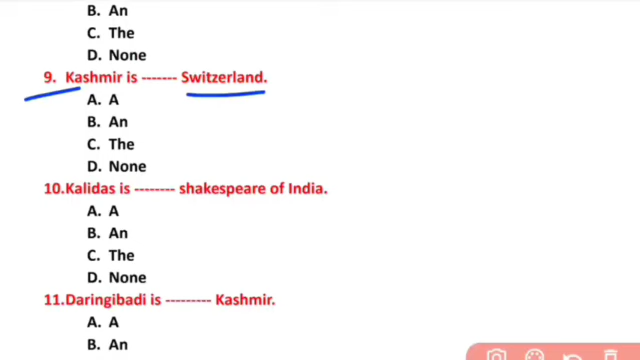 B. An
C. The
D. None
9. Kashmir is ------- Switzerland.
A. A
B. An
C. The
D. None
10.Kalidas is -------- shakespeare of India.
A. A
B. An
C. The
D. None
11.Daringibadi is --------- Kashmir.
A. A
B. An